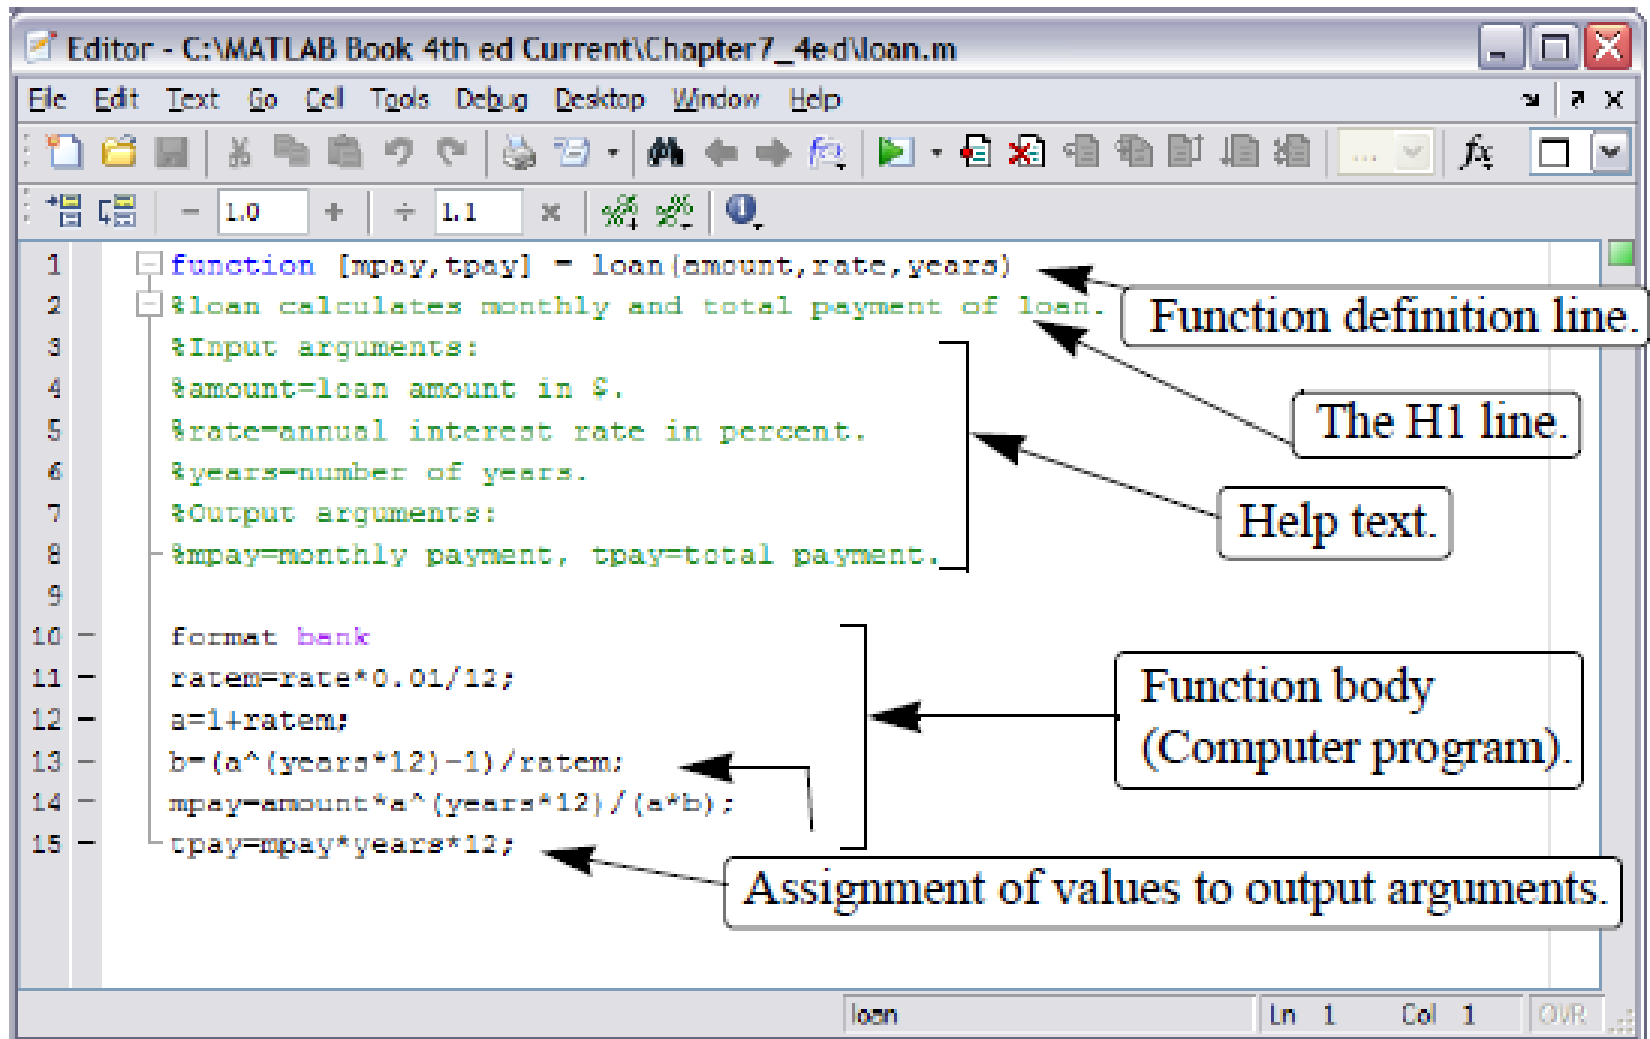 Editor - C:\MATLAB Book 4th ed Current\Chapter7_4ed\loan.m
File Edit Text Go Cell Tools Debug Desktop Window Help
... fx
- 1.0 + ÷ 1.1 ×
1 function [mpay,tpay] = loan(amount,rate,years)
Function definition line.
2 %loan calculates monthly and total payment of loan.
The H1 line.
3 %Input arguments:
4 %amount=loan amount in $.
5 %rate=annual interest rate in percent.
6 %years=number of years.
7 %Output arguments:
8 %mpay=monthly payment, tpay=total payment.
Help text.
9
10 - format bank
11 - ratem=rate*0.01/12;
12 - a=1+ratem;
13 - b=(a^(years*12)-1)/ratem;
14 - mpay=amount*a^(years*12)/(a*b);
15 - tpay=mpay*years*12;
Function body
(Computer program).
Assignment of values to output arguments.
loan Ln 1 Col 1 OVR